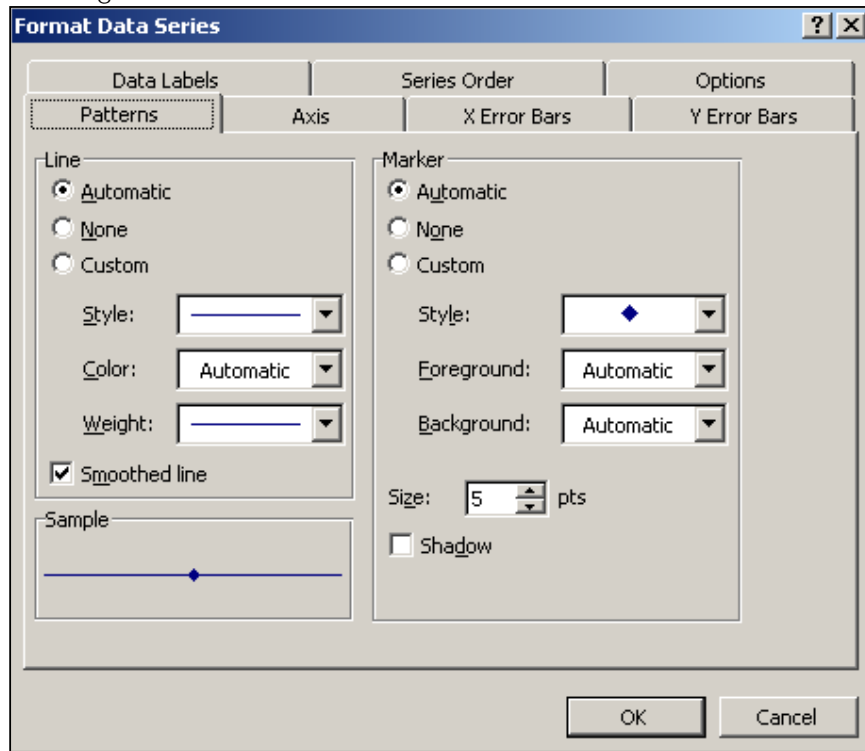 Format Data Series
Data Labels Series Order Options
Patterns Axis X Error Bars Y Error Bars
Line
Automatic
None
Custom
Style:
Color: Automatic
Weight:
Smoothed line
Sample
Marker
Automatic
None
Custom
Style:
Foreground: Automatic
Background: Automatic
Size: 5 pts
Shadow
OK Cancel